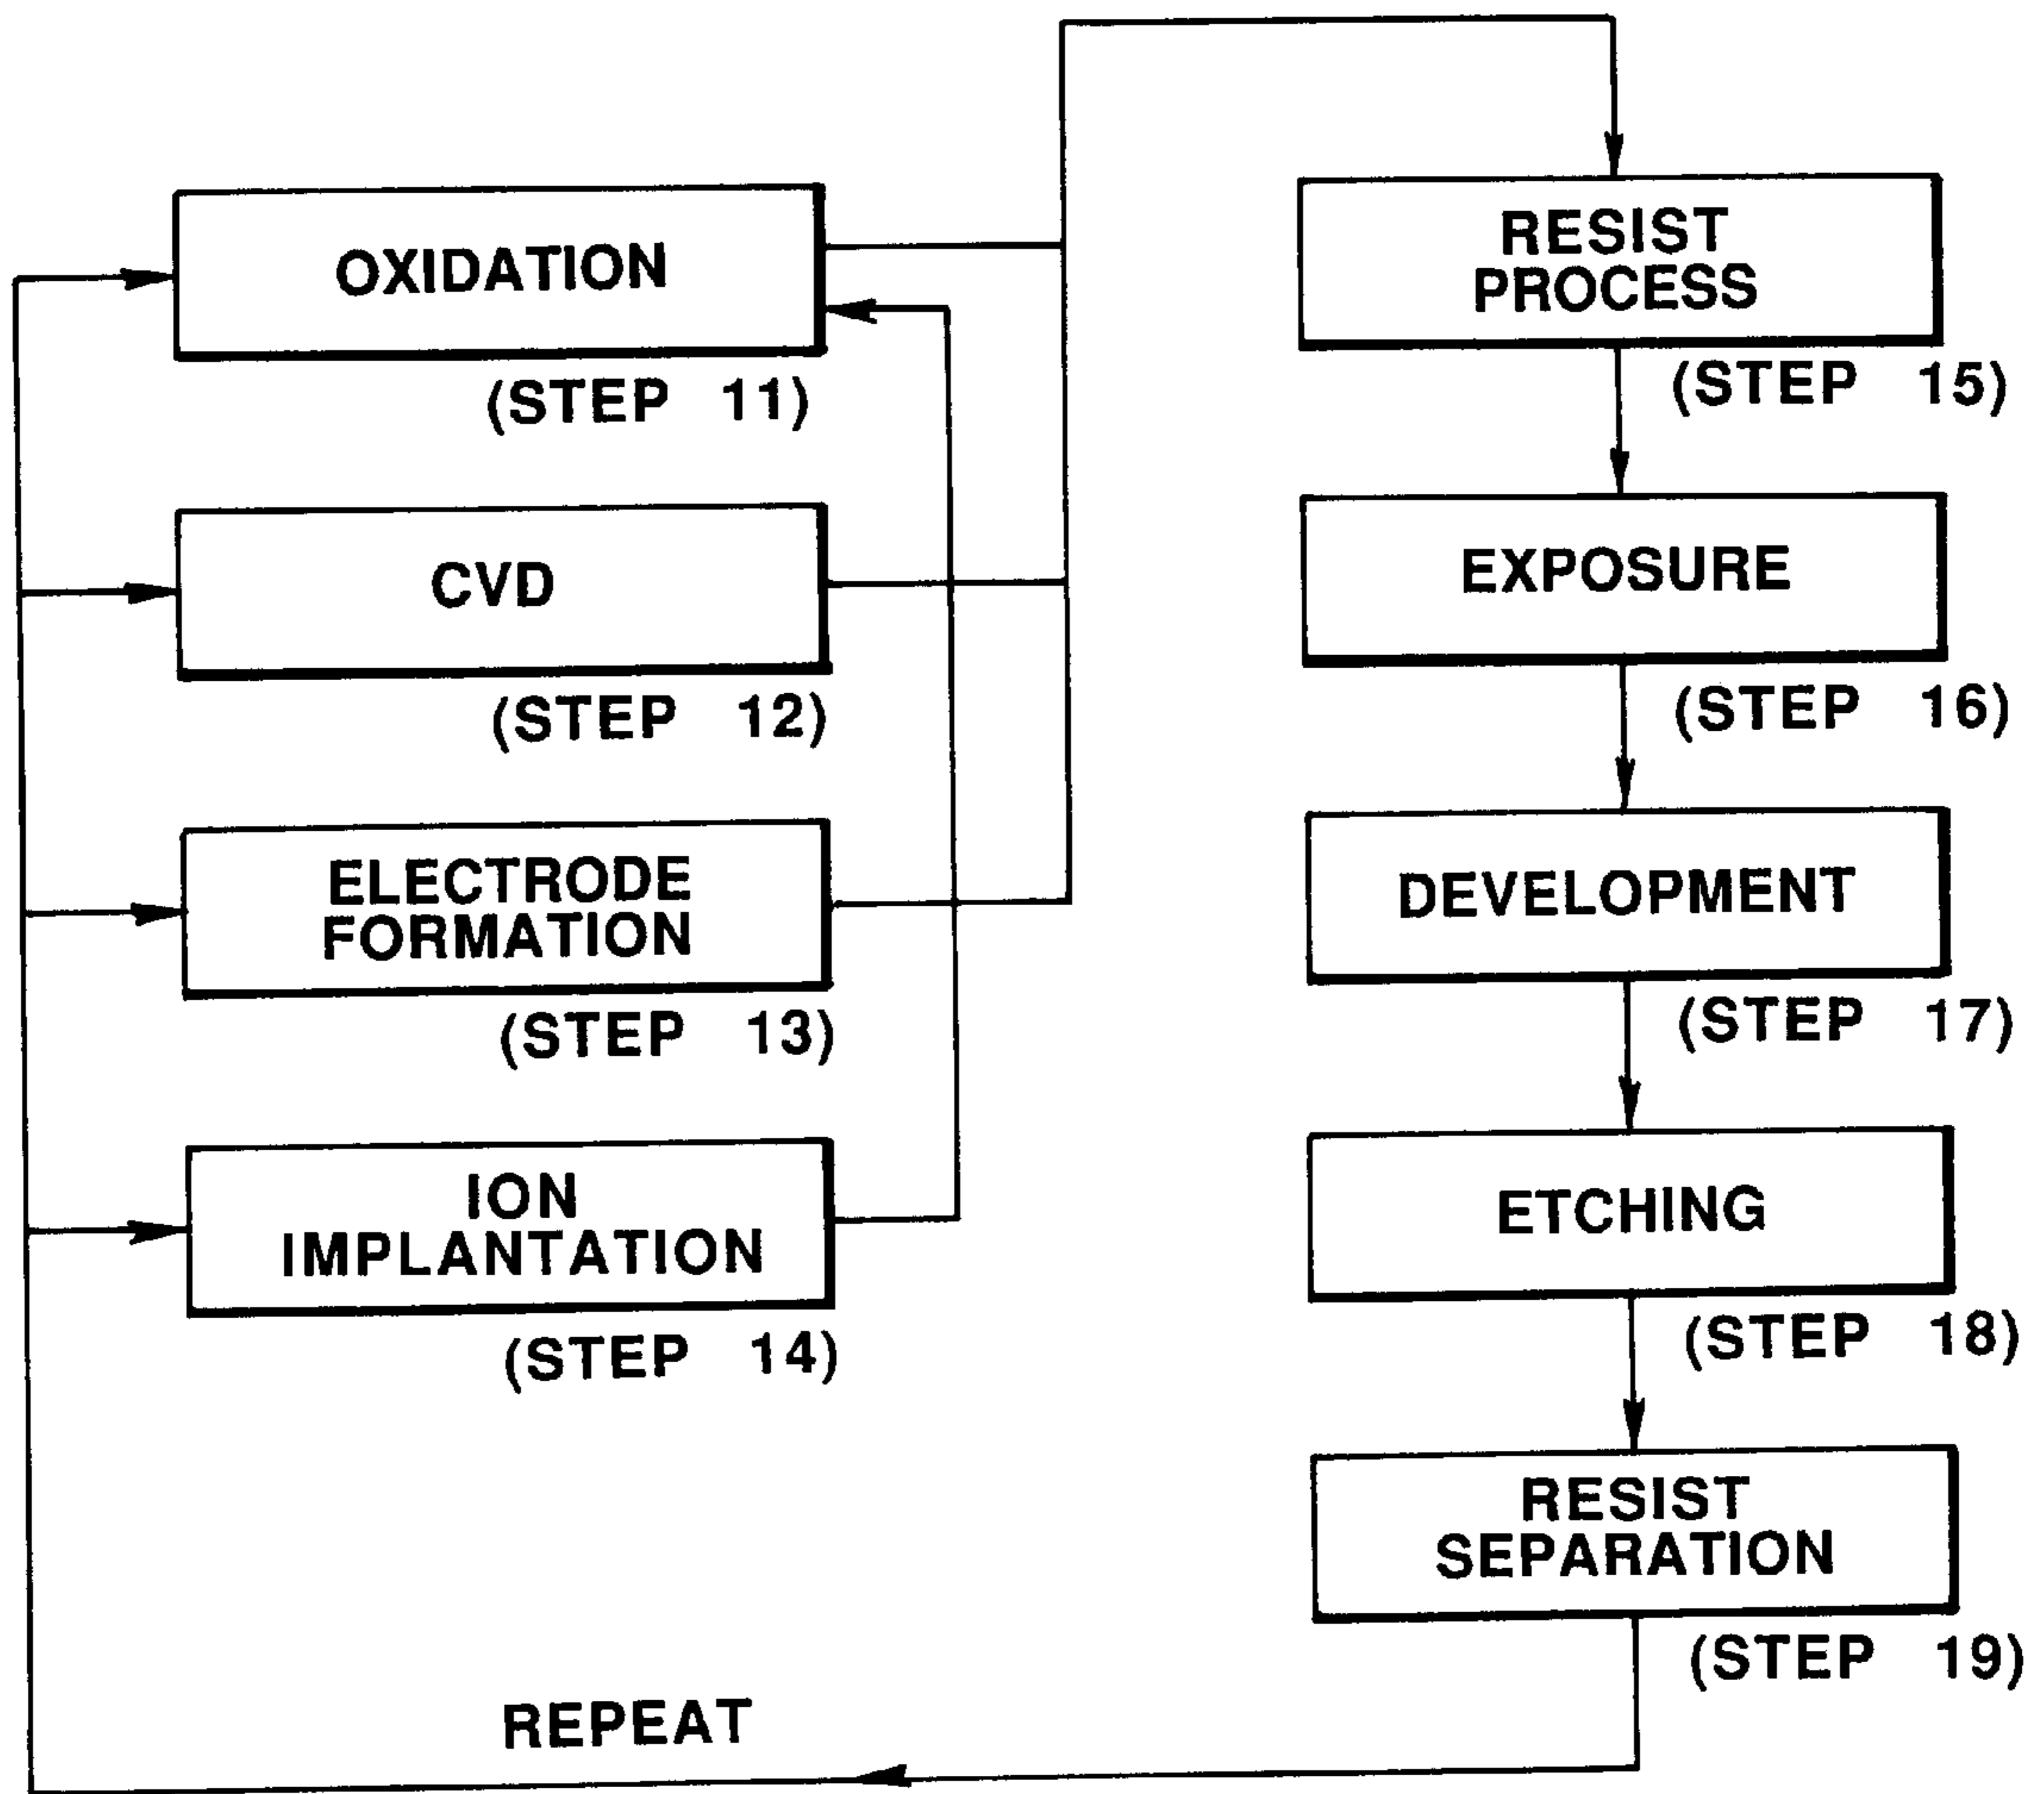 OXIDATION
(STEP 11)
CVD
(STEP 12)
ELECTRODE
FORMATION
(STEP 13)
ION
IMPLANTATION
(STEP 14)
RESIST
PROCESS
(STEP 15)
EXPOSURE
(STEP 16)
DEVELOPMENT
(STEP 17)
ETCHING
(STEP 18)
RESIST
SEPARATION
(STEP 19)
REPEAT